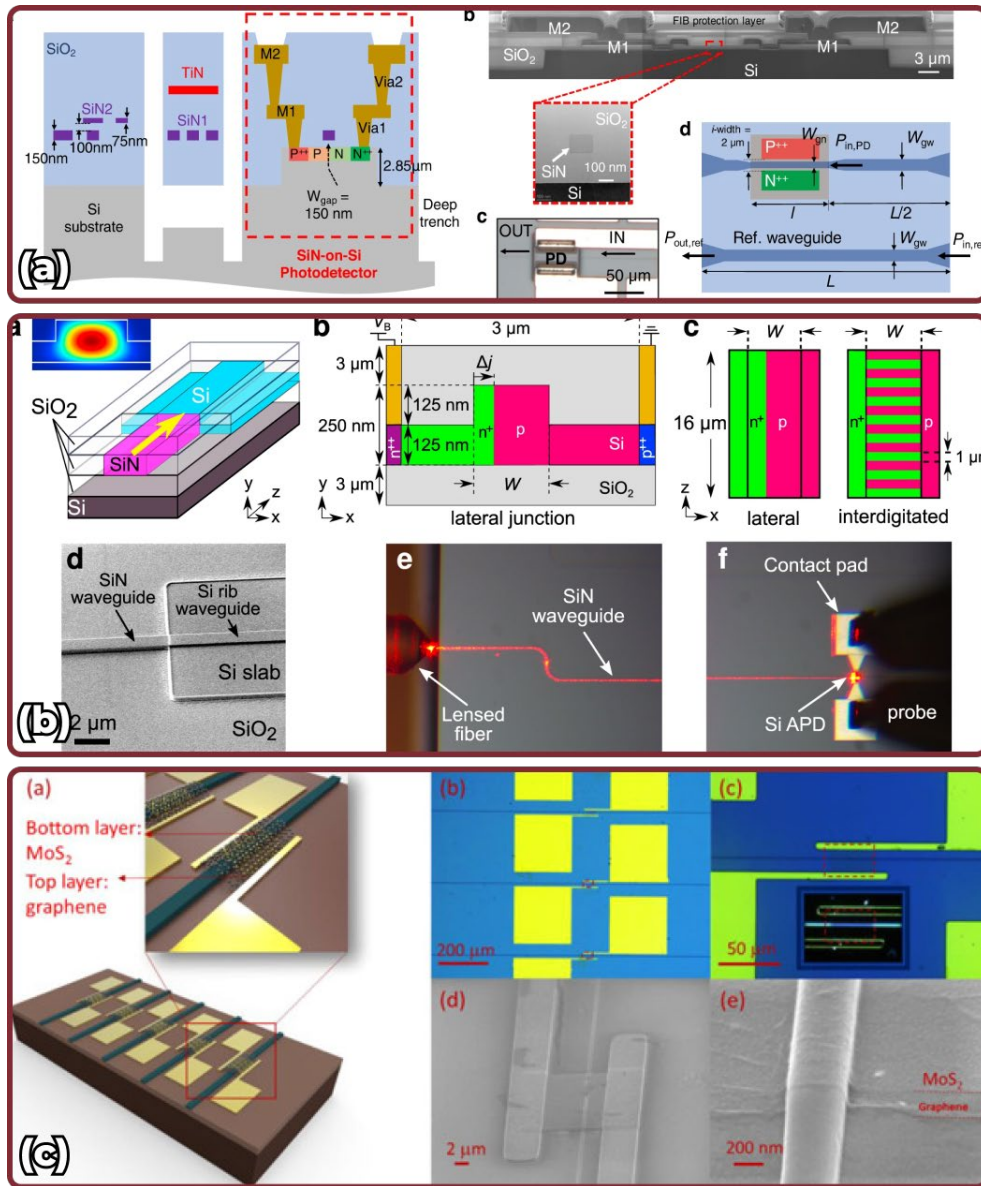 a
SiO2
TiN
SiN2
SiN1
150nm
100nm
75nm
M2
M1
Via2
Via1
P++
P
N
N++
2.85μm
Wgap =
150 nm
Si
substrate
Deep
trench
SiN-on-Si
Photodetector
(a)
b
FIB protection layer
M2
M2
M1
M1
SiO2
Si
3 μm
SiO2
SiN
100 nm
Si
c
OUT
IN
PD
50 μm
d
i-width =
2 μm
P++
N++
Wgn
Pin,PD
Wgw
l
L/2
Ref. waveguide
Wgw
Pout,ref
Pin,re
L
a
Si
SiO2
SiN
Si
y
z
x
b
VB
3 μm
3 μm
Δj
125 nm
250 nm
125 nm
n++
n+
p
Si
p++
3 μm
W
SiO2
y
x
lateral junction
c
W
W
16 μm
n+
p
n+
p
1 μm
z
x
lateral
interdigitated
d
SiN
waveguide
Si rib
waveguide
Si slab
2 μm
SiO2
(b)
e
SiN
waveguide
Lensed
fiber
f
Contact pad
Si APD
probe
(a)
Bottom layer:
MoS2
Top layer:
graphene
(c)
(b)
200 μm
(c)
50 μm
(d)
2 μm
(e)
MoS2
Graphene
200 nm